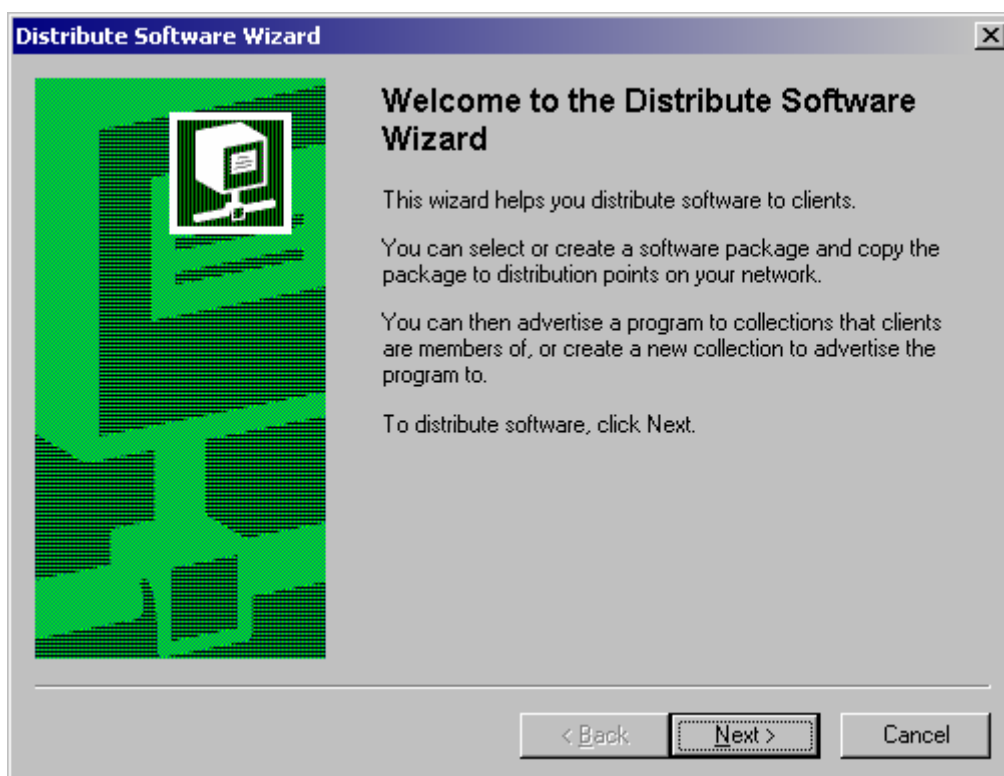 Distribute Software Wizard
Welcome to the Distribute Software
Wizard
This wizard helps you distribute software to clients.
You can select or create a software package and copy the
package to distribution points on your network.
You can then advertise a program to collections that clients
are members of, or create a new collection to advertise the
program to.
To distribute software, click Next.
< Back Next > Cancel